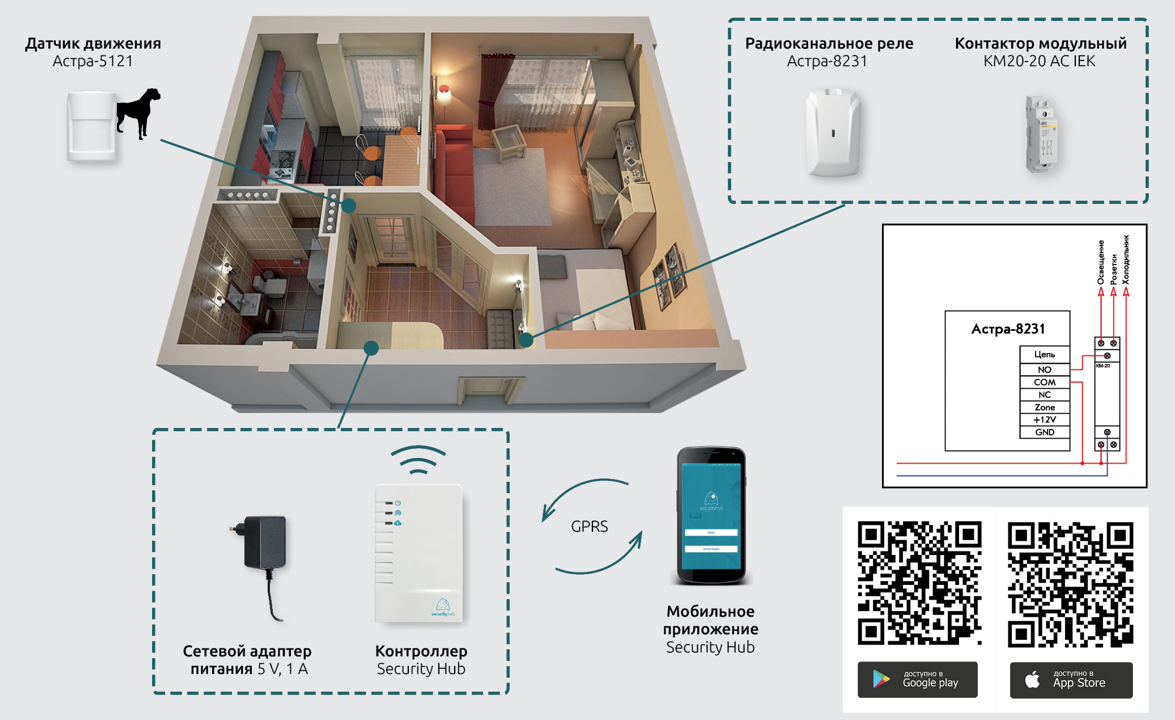 Датчик движения
Астра-5121
Радиоканальное реле
Астра-8231
Контактор модульный
КМ20-20 AC IEK
Освещение
Розетки
Холодильник
Астра-8231
Цепь
NO
COM
NC
Zone
+12V
GND
КМ-20
GPRS
securityhub
securityhub
Сетевой адаптер
питания 5 V, 1 A
Контроллер
Security Hub
Мобильное
приложение
Security Hub
ДОСТУПНО В
Google play
ДОСТУПНО В
App Store